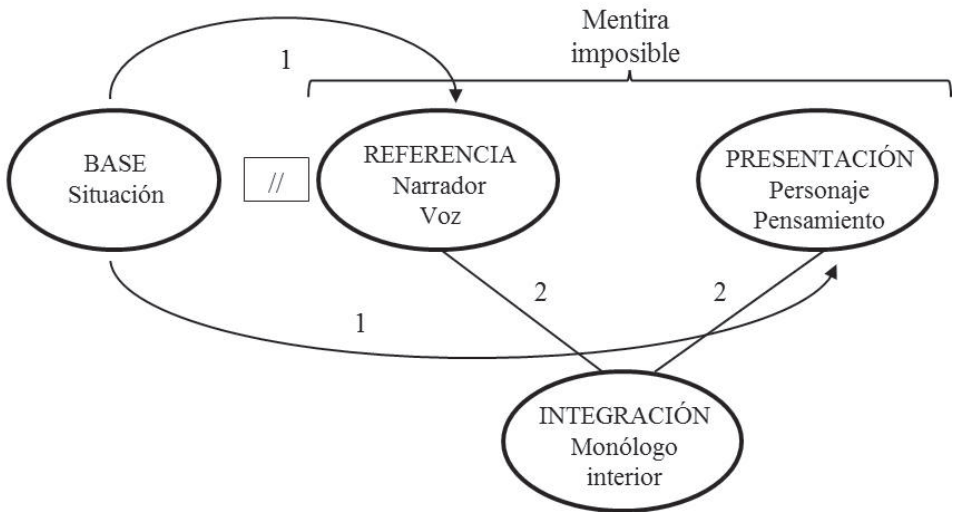 Mentira
imposible
1
BASE
Situación
//
REFERENCIA
Narrador
Voz
PRESENTACIÓN
Personaje
Pensamiento
2
2
1
INTEGRACIÓN
Monólogo
interior